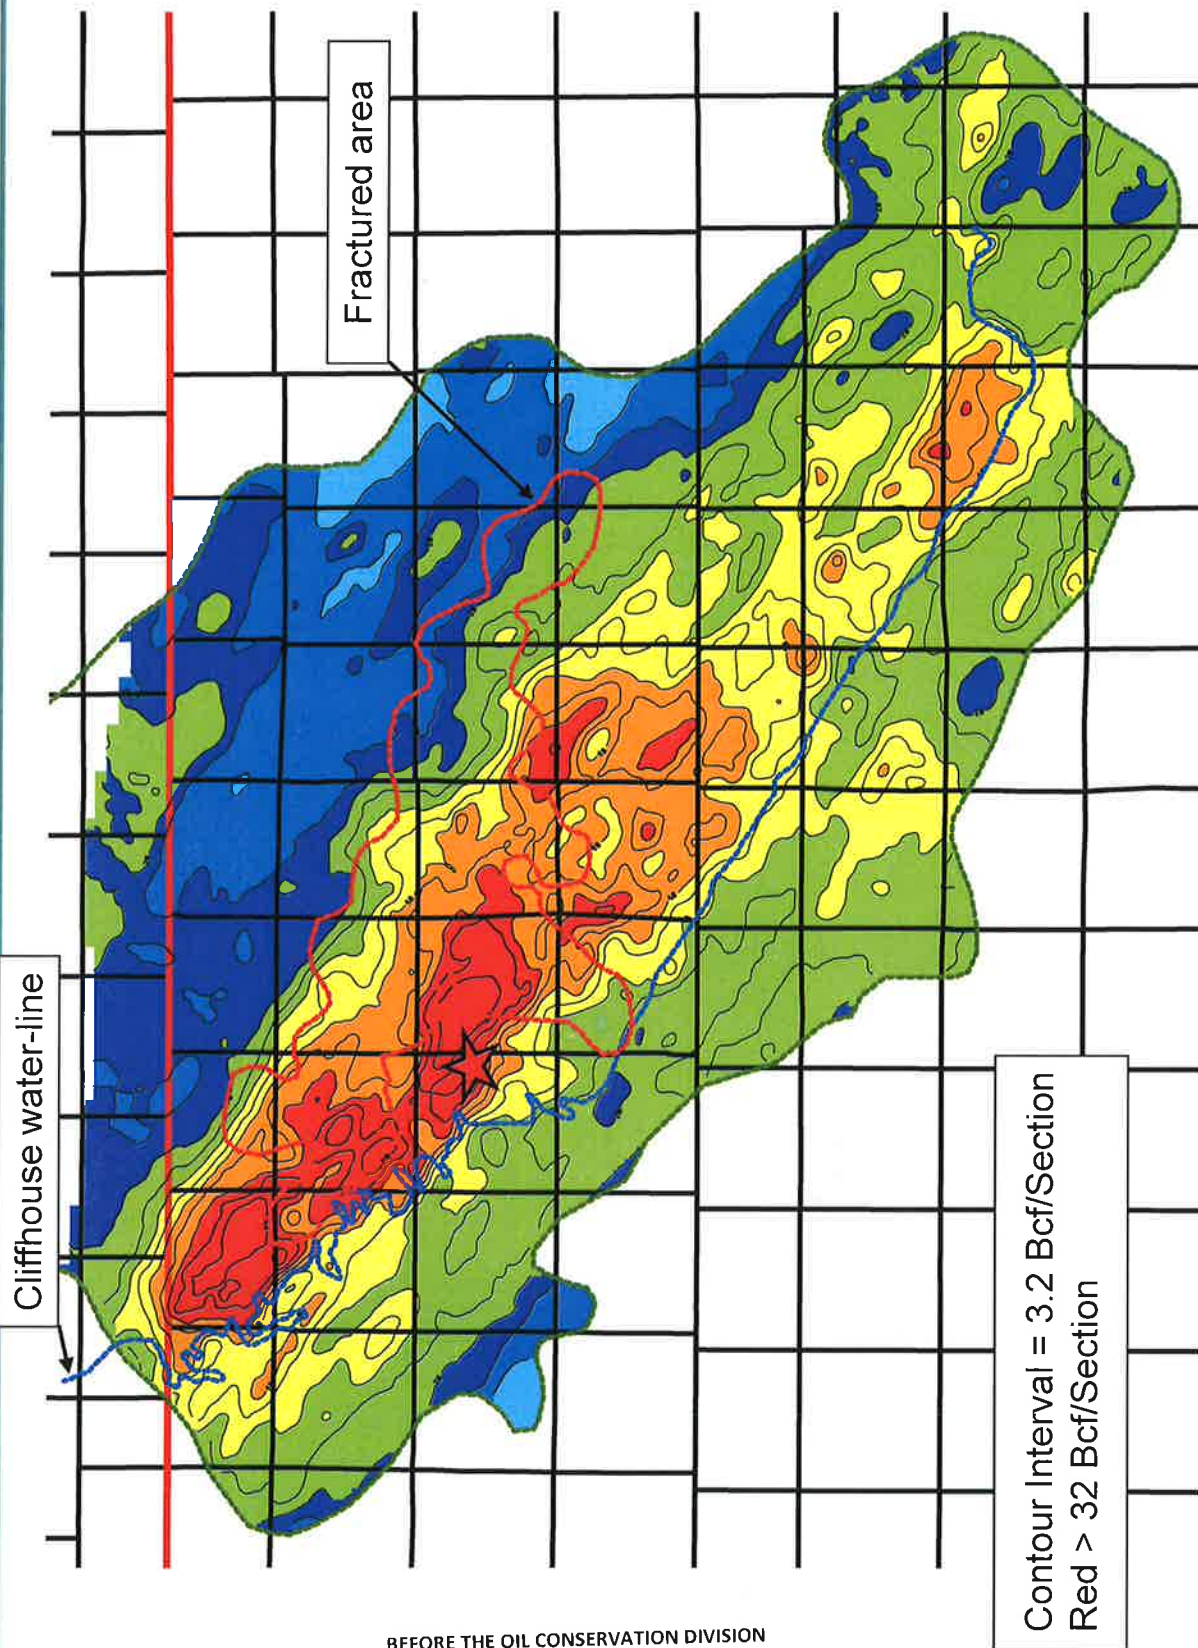 Fractured area
Cliffhouse water-line
Contour Interval = 3.2 Bcf/Section
Red > 32 Bcf/Section
BEFORE THE OIL CONSERVATION DIVISION